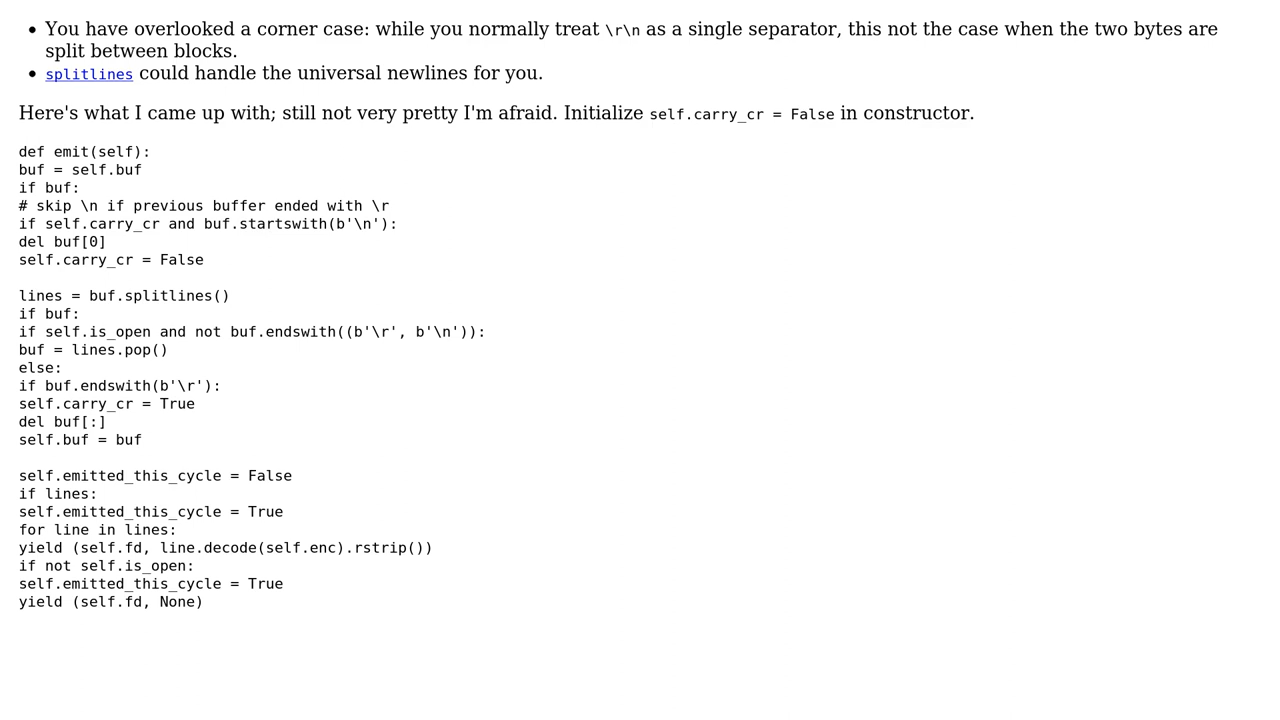 You have overlooked a corner case: while you normally treat \r\n as a single separator, this not the case when the two bytes are
split between blocks.
splitlines could handle the universal newlines for you.
Here's what I came up with; still not very pretty I'm afraid. Initialize self.carry_cr = False in constructor.
def emit(self):
buf = self.buf
if buf:
# skip \n if previous buffer ended with \r
if self.carry_cr and buf.startswith(b'\n'):
del buf[0]
self.carry_cr = False

lines = buf.splitlines()
if buf:
if self.is_open and not buf.endswith((b'\r', b'\n')):
buf = lines.pop()
else:
if buf.endswith(b'\r'):
self.carry_cr = True
del buf[:]
self.buf = buf

self.emitted_this_cycle = False
if lines:
self.emitted_this_cycle = True
for line in lines:
yield (self.fd, line.decode(self.enc).rstrip())
if not self.is_open:
self.emitted_this_cycle = True
yield (self.fd, None)